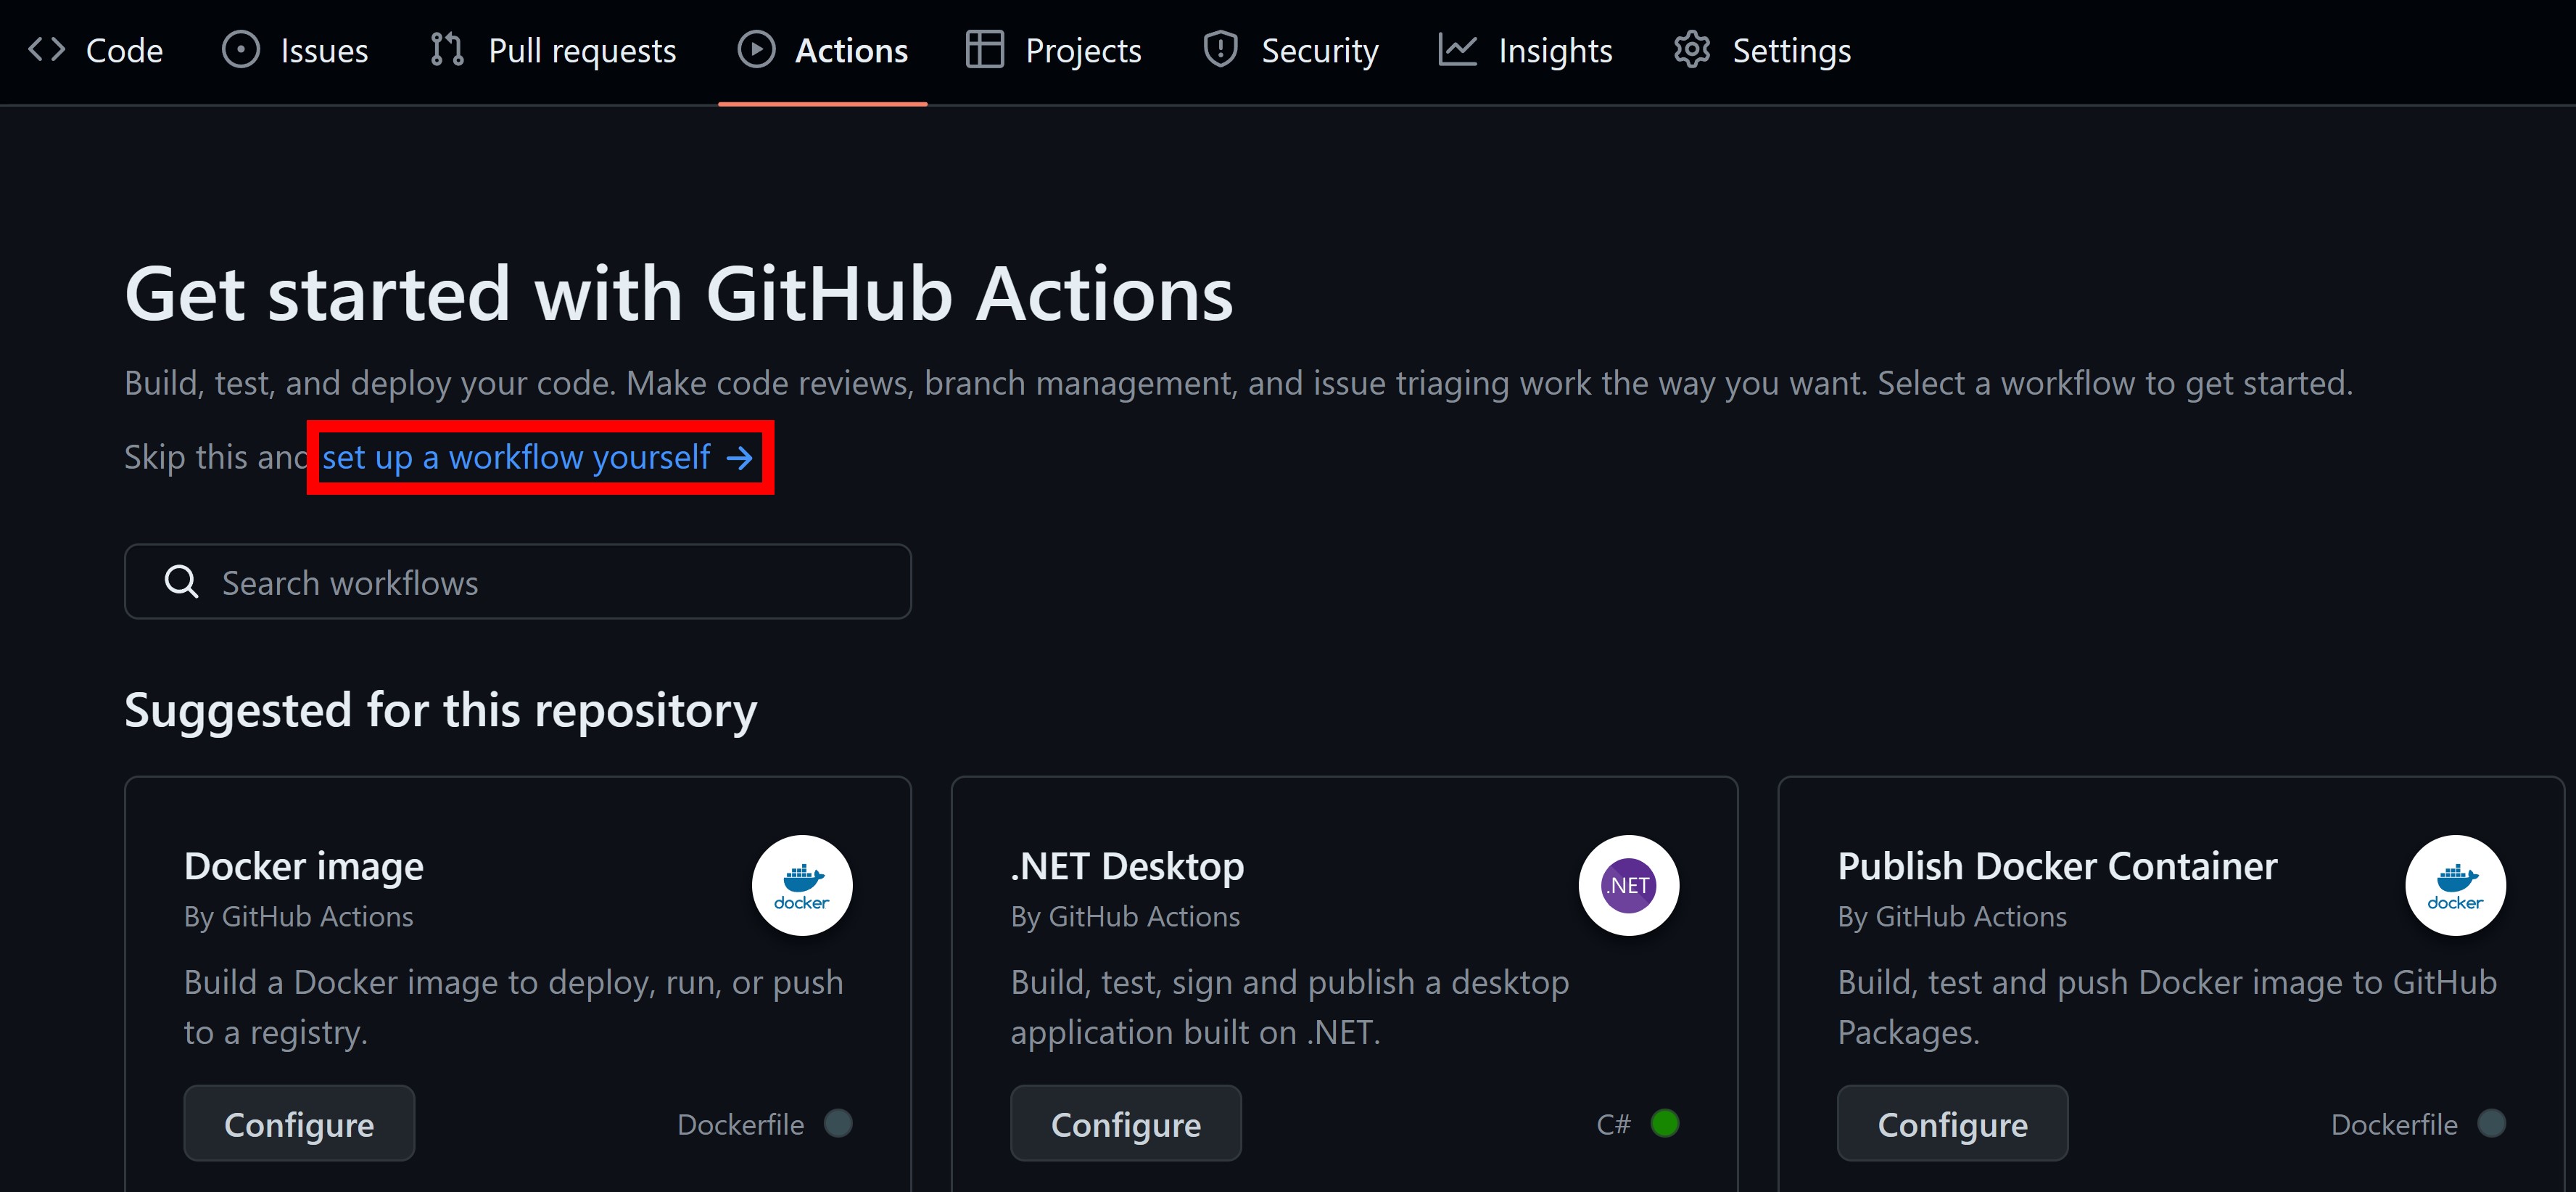 Code Issues Pull requests Actions Projects Security Insights Settings
Get started with GitHub Actions
Build, test, and deploy your code. Make code reviews, branch management, and issue triaging work the way you want. Select a workflow to get started.
Skip this and set up a workflow yourself →
Search workflows
Suggested for this repository
Docker image
By GitHub Actions
docker
Build a Docker image to deploy, run, or push
to a registry.
Configure Dockerfile
.NET Desktop
By GitHub Actions
.NET
Build, test, sign and publish a desktop
application built on .NET.
Configure C#
Publish Docker Container
By GitHub Actions
docker
Build, test and push Docker image to GitHub
Packages.
Configure Dockerfile